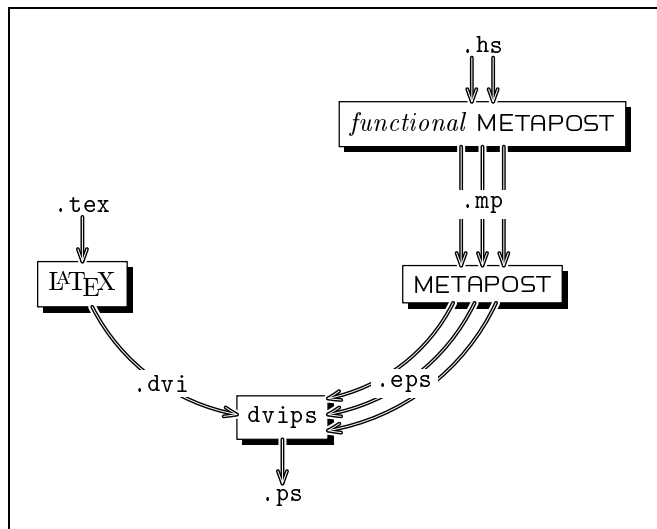 .hs
functional METAPOST
.mp
.tex
LATEX
METAPOST
.dvi
.eps
dvips
.ps